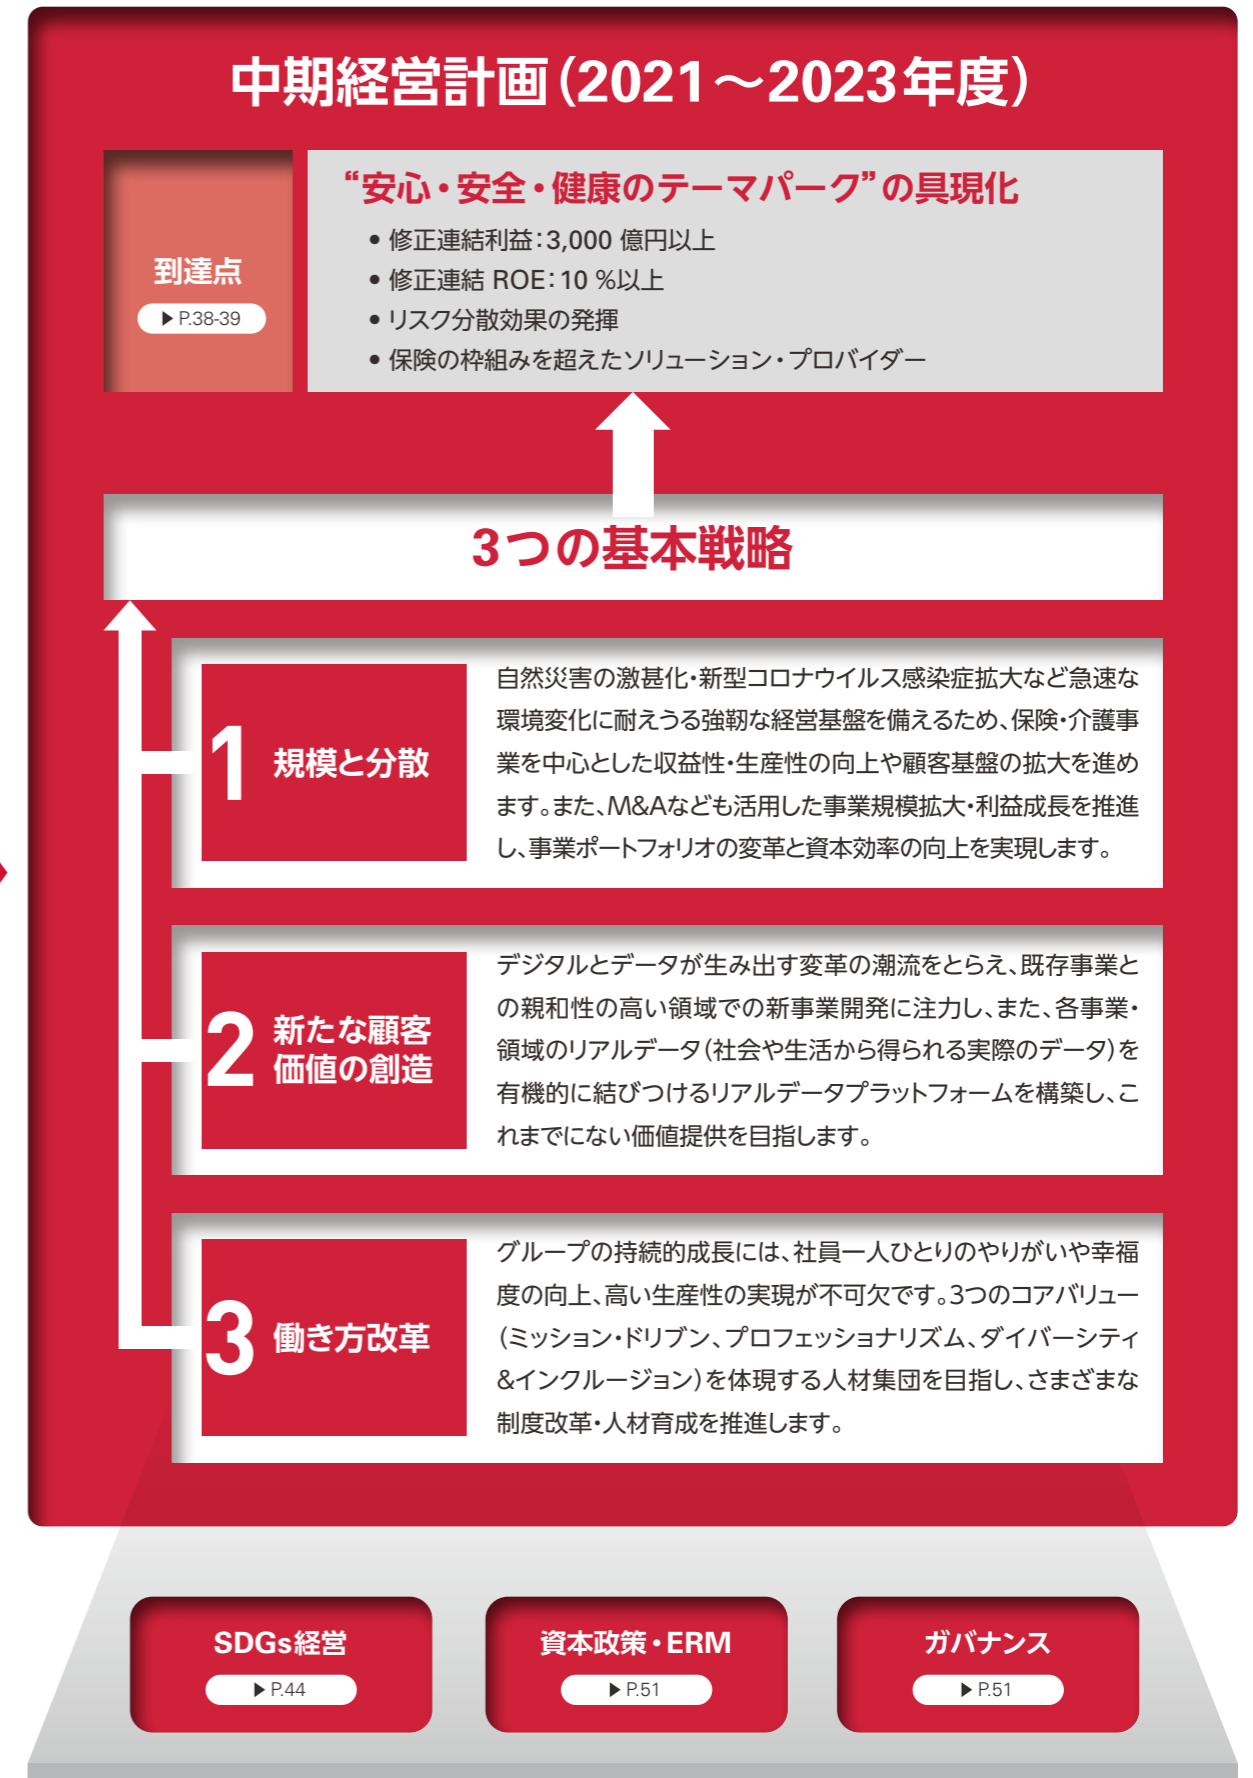 中期経営計画(2021～2023年度)
到達点
▶ P.38-39
“安心・安全・健康のテーマパーク”の具現化
• 修正連結利益：3,000 億円以上
• 修正連結 ROE：10 %以上
• リスク分散効果の発揮
• 保険の枠組みを超えたソリューション・プロバイダー
3つの基本戦略
1 規模と分散
自然災害の激甚化・新型コロナウイルス感染症拡大など急速な
環境変化に耐えうる強靭な経営基盤を備えるため、保険・介護事
業を中心とした収益性・生産性の向上や顧客基盤の拡大を進め
ます。また、M&Aなども活用した事業規模拡大・利益成長を推進
し、事業ポートフォリオの変革と資本効率の向上を実現します。
2 新たな顧客
価値の創造
デジタルとデータが生み出す変革の潮流をとらえ、既存事業と
の親和性の高い領域での新事業開発に注力し、また、各事業・
領域のリアルデータ(社会や生活から得られる実際のデータ)を
有機的に結びつけるリアルデータプラットフォームを構築し、こ
れまでにない価値提供を目指します。
3 働き方改革
グループの持続的成長には、社員一人ひとりのやりがいや幸福
度の向上、高い生産性の実現が不可欠です。3つのコアバリュー
(ミッション・ドリブン、プロフェッショナリズム、ダイバーシティ
&インクルージョン)を体現する人材集団を目指し、さまざまな
制度改革・人材育成を推進します。
SDGs経営
▶ P.44
資本政策・ERM
▶ P.51
ガバナンス
▶ P.51